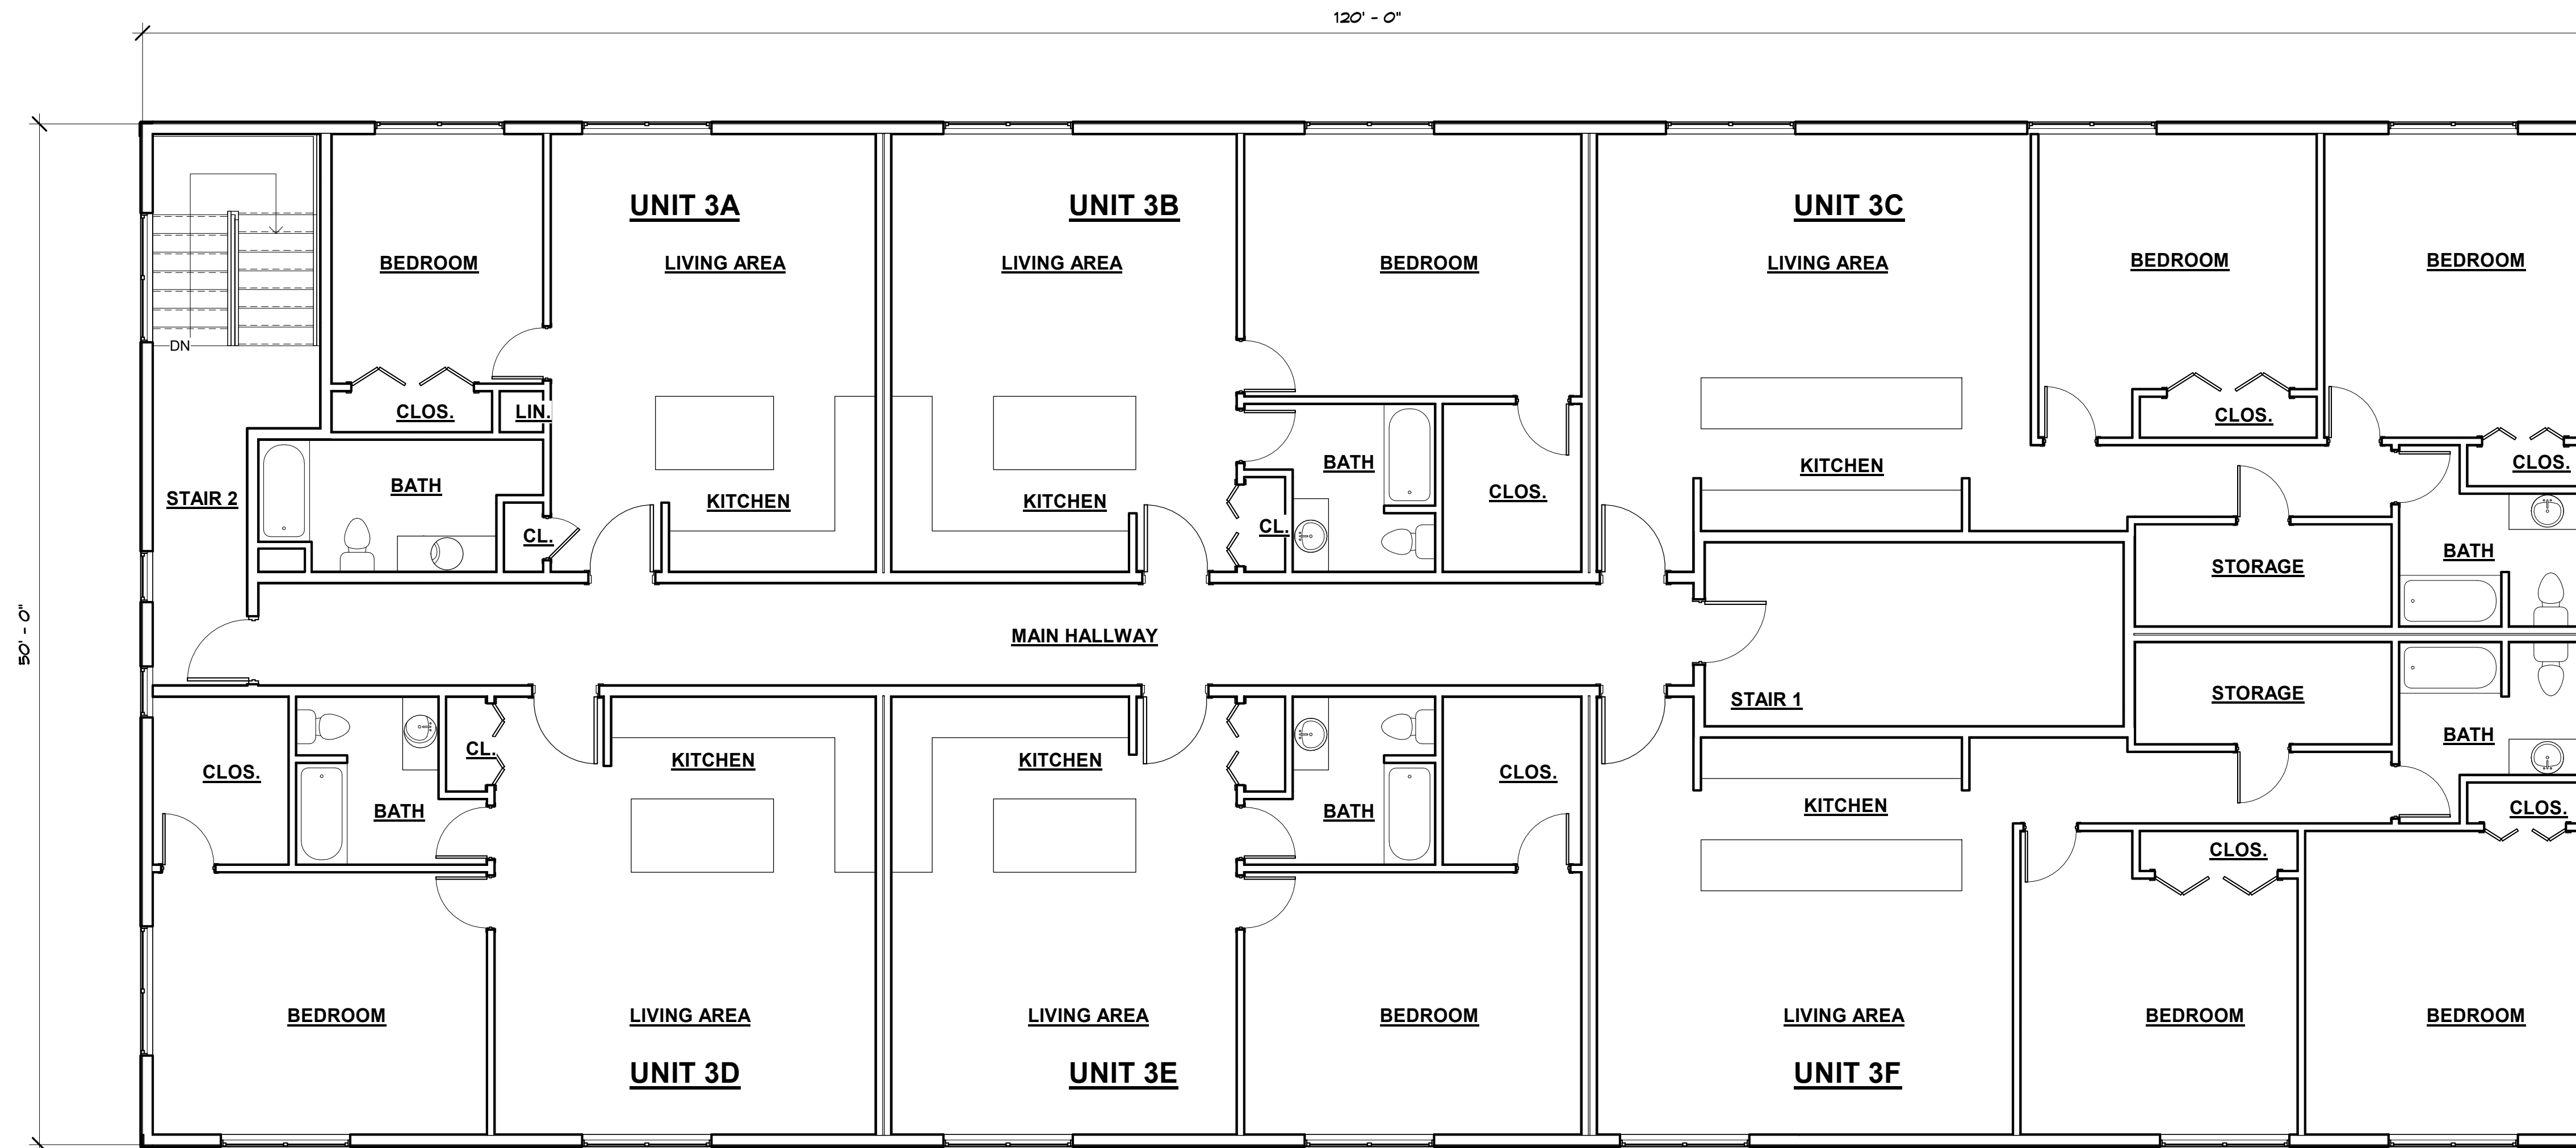 120' - 0"
UNIT 3A
UNIT 3B
UNIT 3C
BEDROOM
LIVING AREA
LIVING AREA
BEDROOM
LIVING AREA
BEDROOM
BEDROOM
DN
CLOS.
LIN.
CLOS.
KITCHEN
BATH
CLOS.
BATH
CLOS.
STAIR 2
KITCHEN
KITCHEN
CL.
CL.
BATH
STORAGE
50' - 0"
MAIN HALLWAY
STAIR 1
STORAGE
BATH
CL.
KITCHEN
KITCHEN
CLOS.
CLOS.
KITCHEN
CLOS.
BATH
BATH
CLOS.
BEDROOM
LIVING AREA
LIVING AREA
BEDROOM
LIVING AREA
BEDROOM
BEDROOM
UNIT 3D
UNIT 3E
UNIT 3F